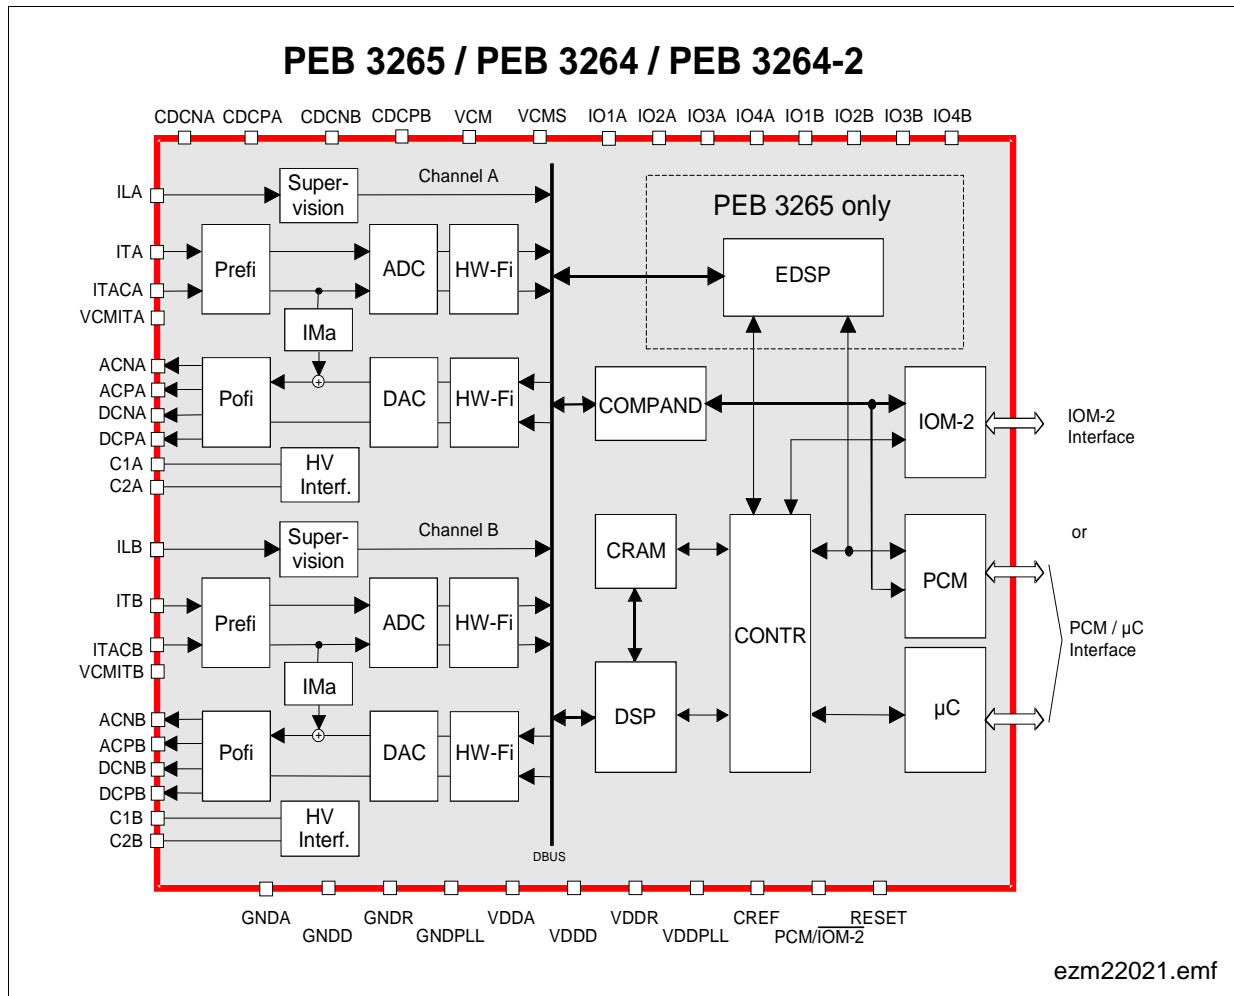 PEB 3265 / PEB 3264 / PEB 3264-2
CDCNA CDCPA CDCNB CDCPB VCM VCMS IO1A IO2A IO3A IO4A IO1B IO2B IO3B IO4B
ILA
Super-
vision
Channel A
PEB 3265 only
ITA
Prefi
ADC
HW-Fi
EDSP
ITACA
VCMITA
IMa
ACNA
ACPA
DCNA
DCPA
Pofi
+
DAC
HW-Fi
COMPAND
IOM-2
IOM-2
Interface
C1A
C2A
HV
Interf.
ILB
Super-
vision
Channel B
CRAM
CONTR
PCM
or
ITB
Prefi
ADC
HW-Fi
ITACB
VCMITB
IMa
PCM / µC
Interface
ACNB
ACPB
DCNB
DCPB
Pofi
+
DAC
HW-Fi
DSP
µC
C1B
C2B
HV
Interf.
DBUS
GNDA GNDR VDDA VDDR CREF RESET
GNDD GNDPLL VDDD VDDPLL PCM/IOM-2
ezm22021.emf